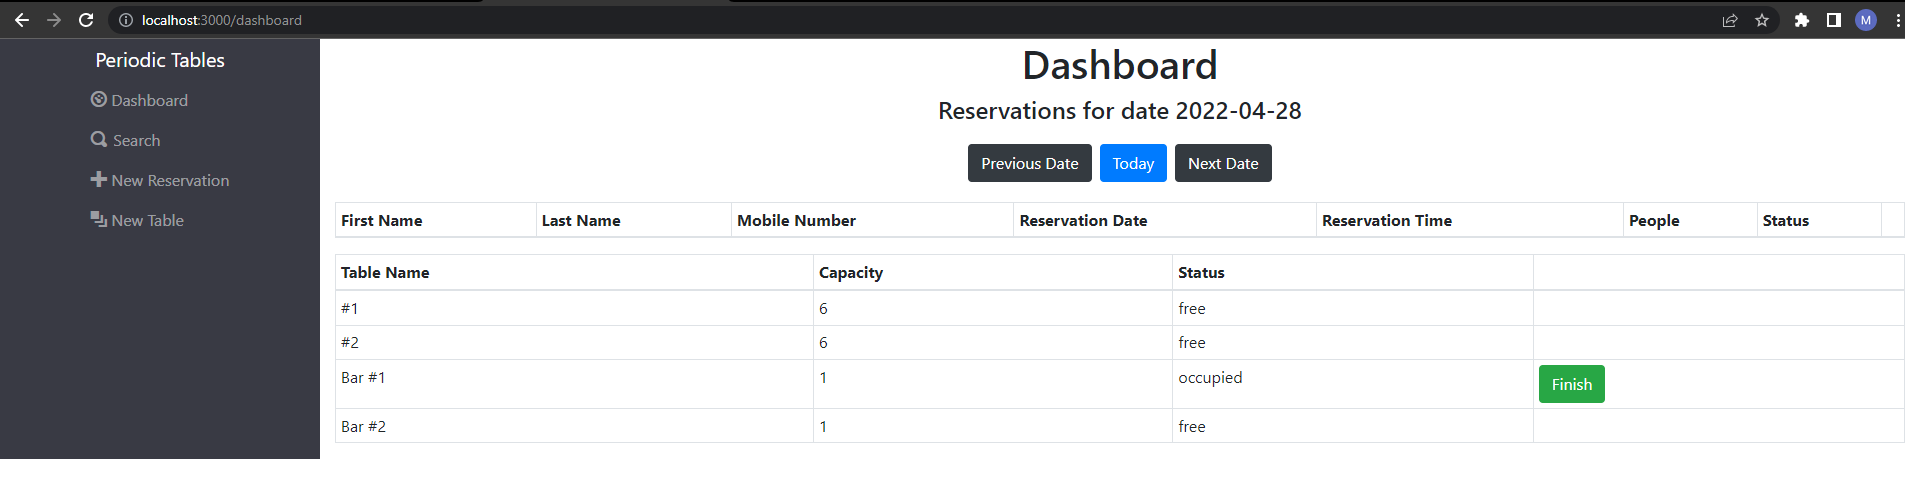 localhost:3000/dashboard
M
Periodic Tables
Dashboard
Search
New Reservation
New Table
Dashboard
Reservations for date 2022-04-28
Previous Date Today Next Date
First Name Last Name Mobile Number Reservation Date Reservation Time People Status
Table Name Capacity Status
#1 6 free
#2 6 free
Bar #1 1 occupied Finish
Bar #2 1 free